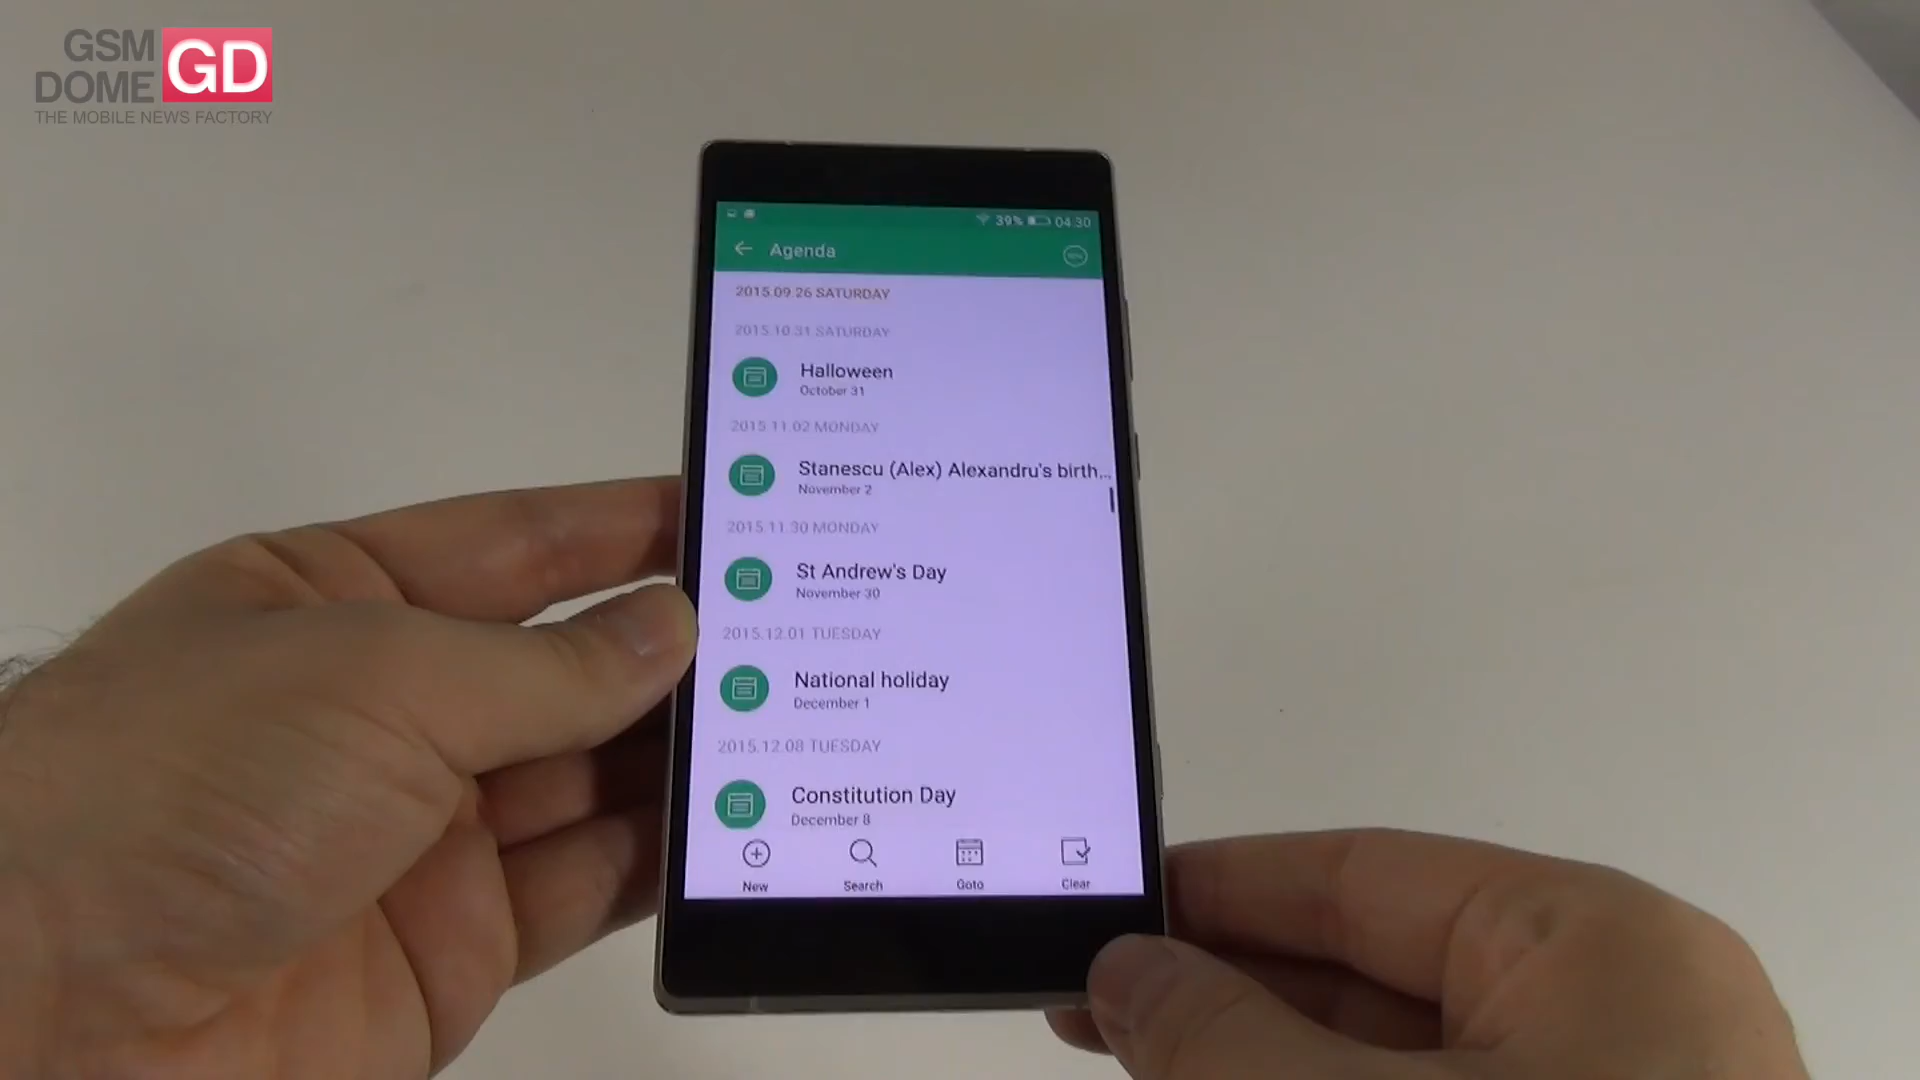 GSM
DOME
GD
THE MOBILE NEWS FACTORY
39% 04:30
Agenda
2015.09.26 SATURDAY
2015.10.31 SATURDAY
Halloween
October 31
2015.11.02 MONDAY
Stanescu (Alex) Alexandru's birth...
November 2
2015.11.30 MONDAY
St Andrew's Day
November 30
2015.12.01 TUESDAY
National holiday
December 1
2015.12.08 TUESDAY
Constitution Day
December 8
New
Search
Goto
Clear